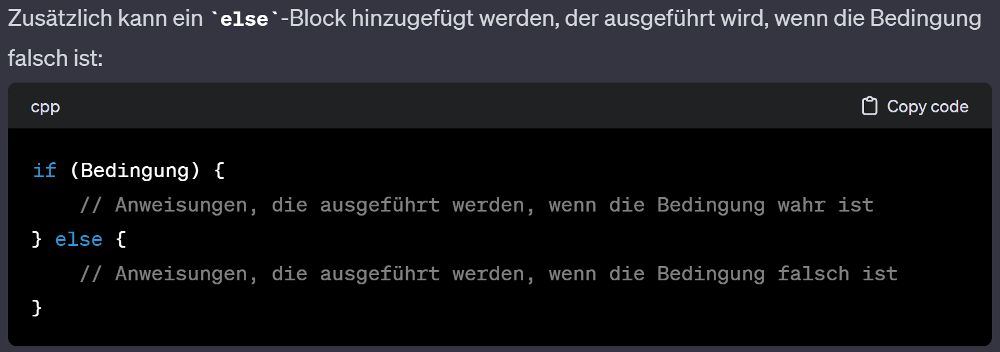 Zusätzlich kann ein `else`-Block hinzugefügt werden, der ausgeführt wird, wenn die Bedingung
falsch ist:
cpp
Copy code
if (Bedingung) {
    // Anweisungen, die ausgeführt werden, wenn die Bedingung wahr ist
} else {
    // Anweisungen, die ausgeführt werden, wenn die Bedingung falsch ist
}